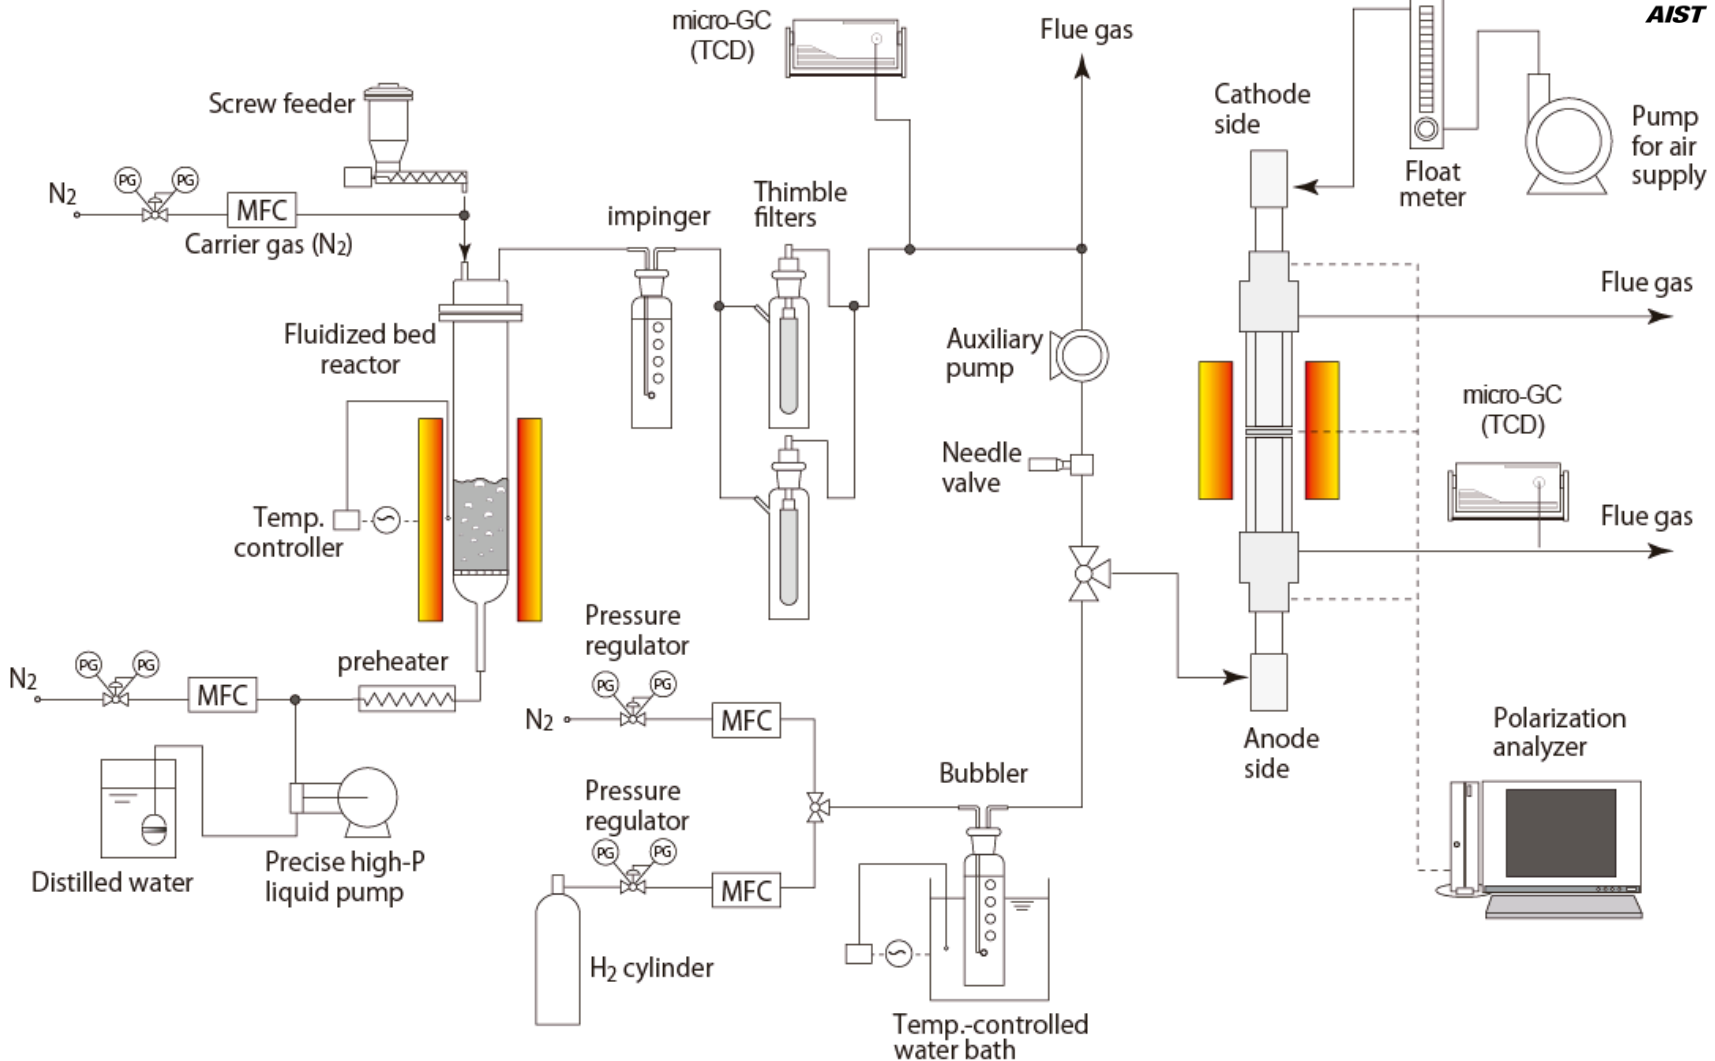 micro-GC
(TCD)
Flue gas
AIST
Screw feeder
Cathode
side
Pump
for air
supply
Float
meter
PG
PG
N2
MFC
Carrier gas (N2)
impinger
Thimble
filters
Flue gas
Fluidized bed
reactor
Auxiliary
pump
micro-GC
(TCD)
Needle
valve
Temp.
controller
Flue gas
Pressure
regulator
preheater
PG
PG
N2
MFC
PG
PG
N2
MFC
Anode
side
Polarization
analyzer
Bubbler
Pressure
regulator
PG
PG
MFC
Distilled water
Precise high-P
liquid pump
H2 cylinder
Temp.-controlled
water bath